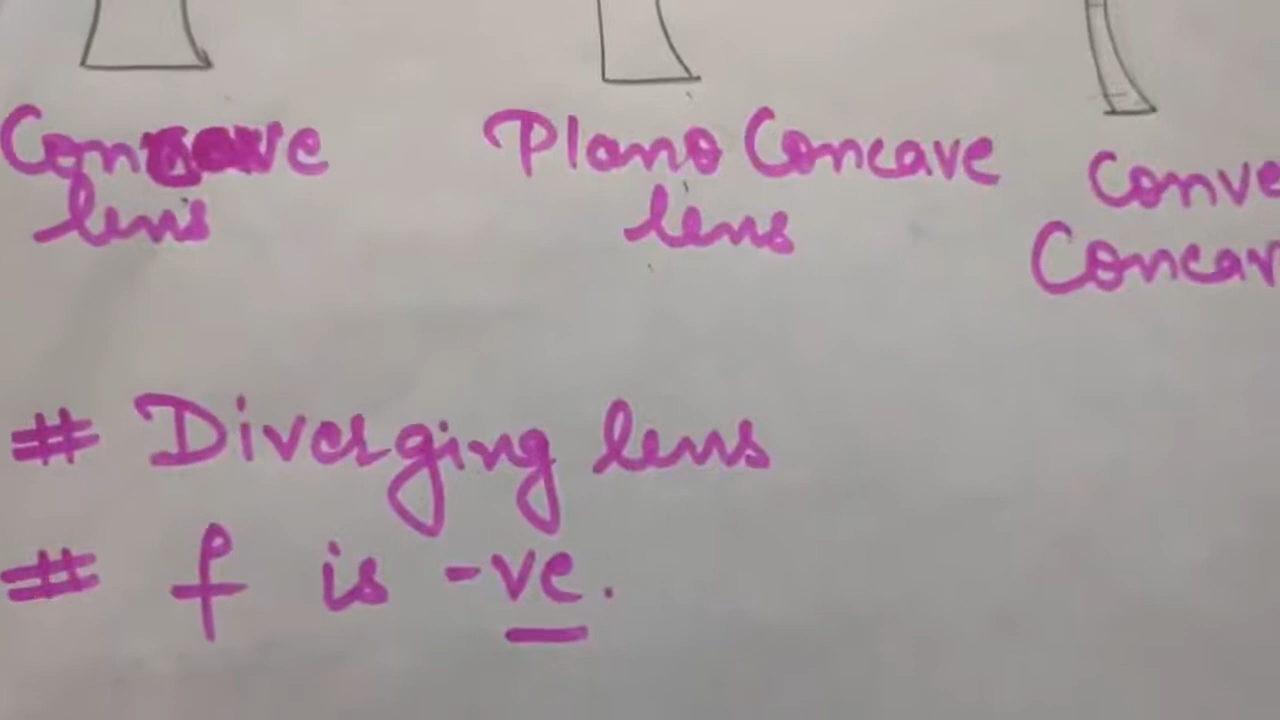 Concave
lens
Plano Concave
lens
Conve
Concav
# Diverging lens
# f is -ve.